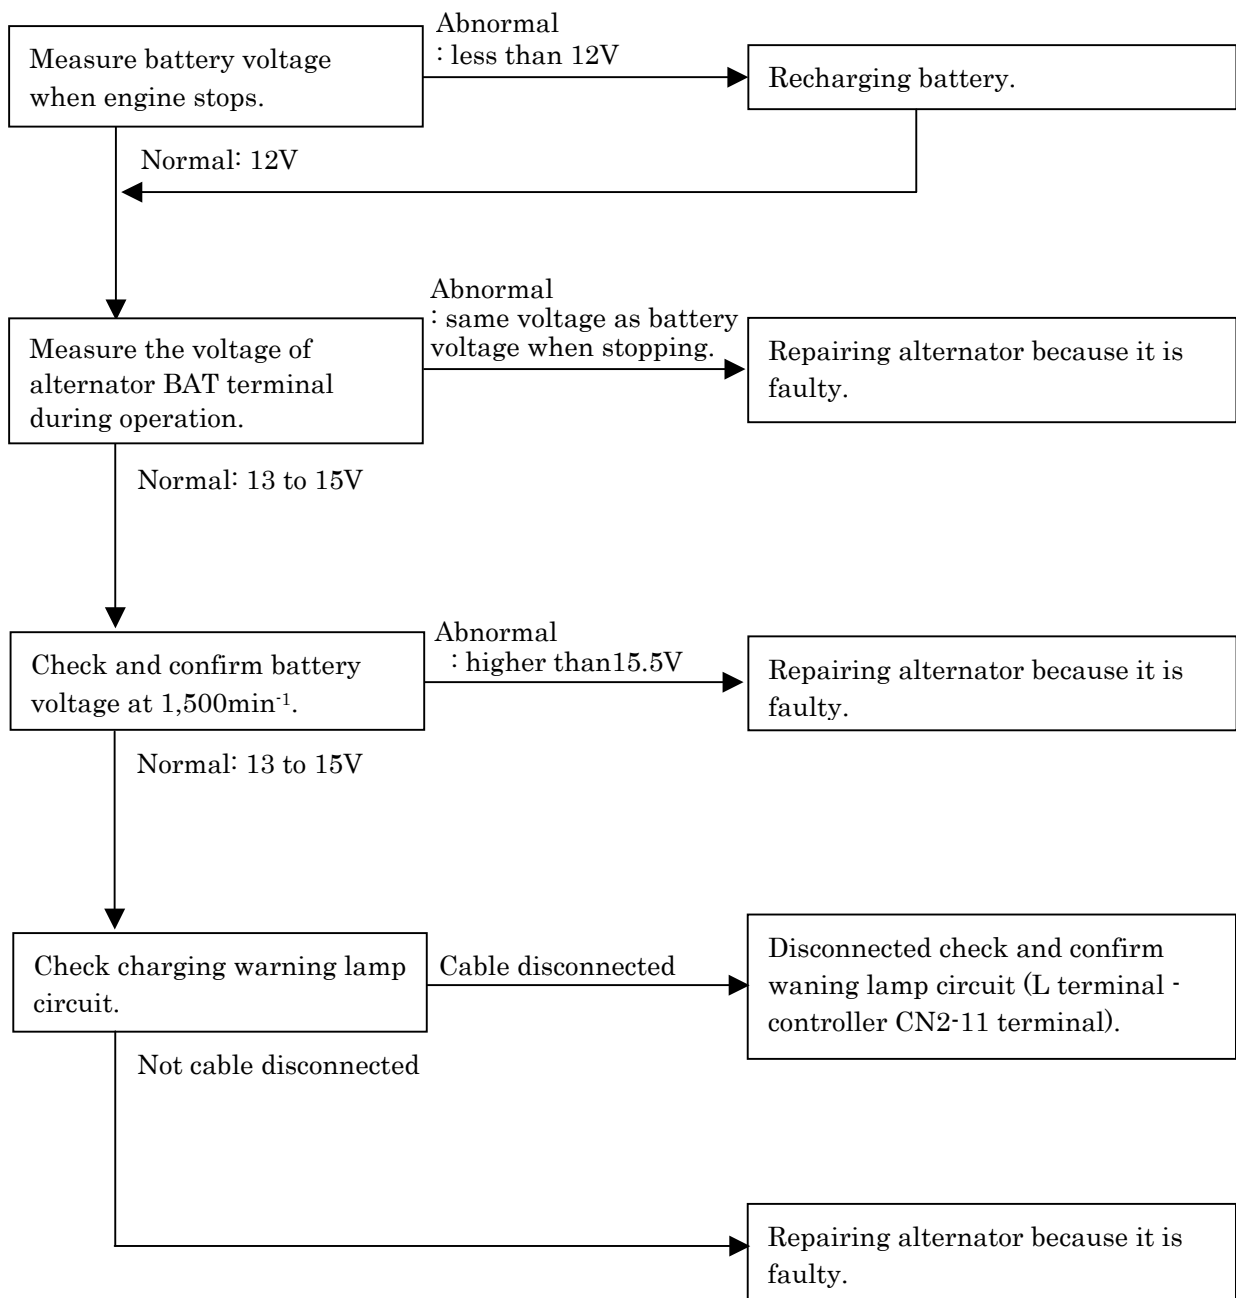 Abnormal
: less than 12V
Measure battery voltage
when engine stops.
Recharging battery.
Normal: 12V
Abnormal
: same voltage as battery
voltage when stopping.
Measure the voltage of
alternator BAT terminal
during operation.
Repairing alternator because it is
faulty.
Normal: 13 to 15V
Abnormal
: higher than15.5V
Check and confirm battery
voltage at 1,500min⁻¹.
Repairing alternator because it is
faulty.
Normal: 13 to 15V
Check charging warning lamp
circuit.
Cable disconnected
Disconnected check and confirm
waning lamp circuit (L terminal -
controller CN2-11 terminal).
Not cable disconnected
Repairing alternator because it is
faulty.